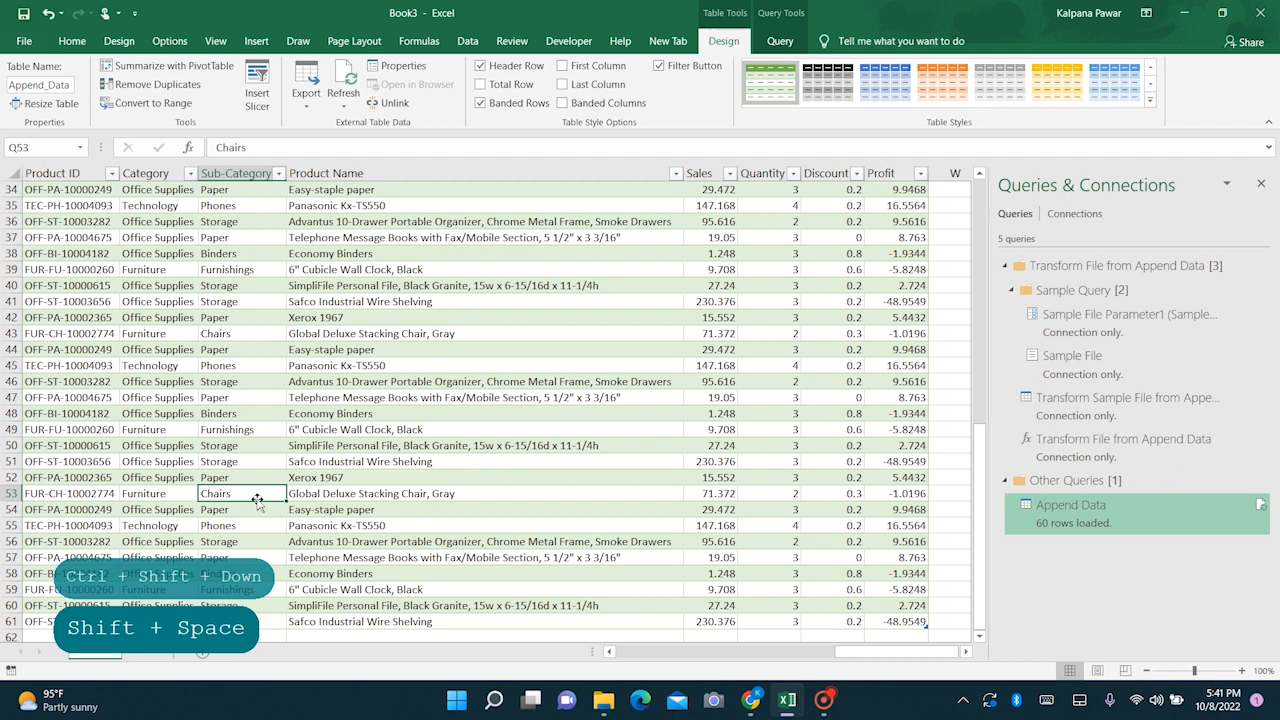 Book3 - Excel
Table Tools Query Tools
Kalpana Pawar
File Home Design Options View Insert Draw Page Layout Formulas Data Review Developer Help New Tab Design Query Tell me what you want to do Share
Table Name:
Append_Data
Resize Table
Properties
Summarize with PivotTable
Convert to Range
Insert
Slicer
Tools
Export
Refresh
Properties
Unlink
External Table Data
Header Row First Column Filter Button
Total Row Last Column
Banded Rows Banded Columns
Table Style Options
Table Styles
Q53 fx Chairs
Product ID Category Sub-Category Product Name Sales Quantity Discount Profit W
34 OFF-PA-10000249 Office Supplies Paper Easy-staple paper 29.472 3 0.2 9.9468
35 TEC-PH-10004093 Technology Phones Panasonic Kx-TS550 147.168 4 0.2 16.5564
36 OFF-ST-10003282 Office Supplies Storage Advantus 10-Drawer Portable Organizer, Chrome Metal Frame, Smoke Drawers 95.616 2 0.2 9.5616
37 OFF-PA-10004675 Office Supplies Paper Telephone Message Books with Fax/Mobile Section, 5 1/2" x 3 3/16" 19.05 3 0 8.763
38 OFF-BI-10004182 Office Supplies Binders Economy Binders 1.248 3 0.8 -1.9344
39 FUR-FU-10000260 Furniture Furnishings 6" Cubicle Wall Clock, Black 9.708 3 0.6 -5.8248
40 OFF-ST-10000615 Office Supplies Storage SimpliFile Personal File, Black Granite, 15w x 6-15/16d x 11-1/4h 27.24 3 0.2 2.724
41 OFF-ST-10003656 Office Supplies Storage Safco Industrial Wire Shelving 230.376 3 0.2 -48.9549
42 OFF-PA-10002365 Office Supplies Paper Xerox 1967 15.552 3 0.2 5.4432
43 FUR-CH-10002774 Furniture Chairs Global Deluxe Stacking Chair, Gray 71.372 2 0.3 -1.0196
44 OFF-PA-10000249 Office Supplies Paper Easy-staple paper 29.472 3 0.2 9.9468
45 TEC-PH-10004093 Technology Phones Panasonic Kx-TS550 147.168 4 0.2 16.5564
46 OFF-ST-10003282 Office Supplies Storage Advantus 10-Drawer Portable Organizer, Chrome Metal Frame, Smoke Drawers 95.616 2 0.2 9.5616
47 OFF-PA-10004675 Office Supplies Paper Telephone Message Books with Fax/Mobile Section, 5 1/2" x 3 3/16" 19.05 3 0 8.763
48 OFF-BI-10004182 Office Supplies Binders Economy Binders 1.248 3 0.8 -1.9344
49 FUR-FU-10000260 Furniture Furnishings 6" Cubicle Wall Clock, Black 9.708 3 0.6 -5.8248
50 OFF-ST-10000615 Office Supplies Storage SimpliFile Personal File, Black Granite, 15w x 6-15/16d x 11-1/4h 27.24 3 0.2 2.724
51 OFF-ST-10003656 Office Supplies Storage Safco Industrial Wire Shelving 230.376 3 0.2 -48.9549
52 OFF-PA-10002365 Office Supplies Paper Xerox 1967 15.552 3 0.2 5.4432
53 FUR-CH-10002774 Furniture Chairs Global Deluxe Stacking Chair, Gray 71.372 2 0.3 -1.0196
54 OFF-PA-10000249 Office Supplies Paper Easy-staple paper 29.472 3 0.2 9.9468
55 TEC-PH-10004093 Technology Phones Panasonic Kx-TS550 147.168 4 0.2 16.5564
56 OFF-ST-10003282 Office Supplies Storage Advantus 10-Drawer Portable Organizer, Chrome Metal Frame, Smoke Drawers 95.616 2 0.2 9.5616
57 OFF-PA-10004675 Office Supplies Paper Telephone Message Books with Fax/Mobile Section, 5 1/2" x 3 3/16" 19.05 3 0 8.763
58 Economy Binders 1.248 3 0.8 -1.9344
59 Furniture Furnishings 6" Cubicle Wall Clock, Black 9.708 3 0.6 -5.8248
60 OFF-ST-10000615 Office Supplies Storage SimpliFile Personal File, Black Granite, 15w x 6-15/16d x 11-1/4h 27.24 3 0.2 2.724
61 Safco Industrial Wire Shelving 230.376 3 0.2 -48.9549
62
Ctrl + Shift + Down
Shift + Space
Queries & Connections
Queries Connections
5 queries
Transform File from Append Data [3]
Sample Query [2]
Sample File Parameter1 (Sample...
Connection only.
Sample File
Connection only.
Transform Sample File from Appe...
Connection only.
fx Transform File from Append Data
Connection only.
Other Queries [1]
Append Data
60 rows loaded.
100%
95°F
Partly sunny
5:41 PM
10/8/2022
1